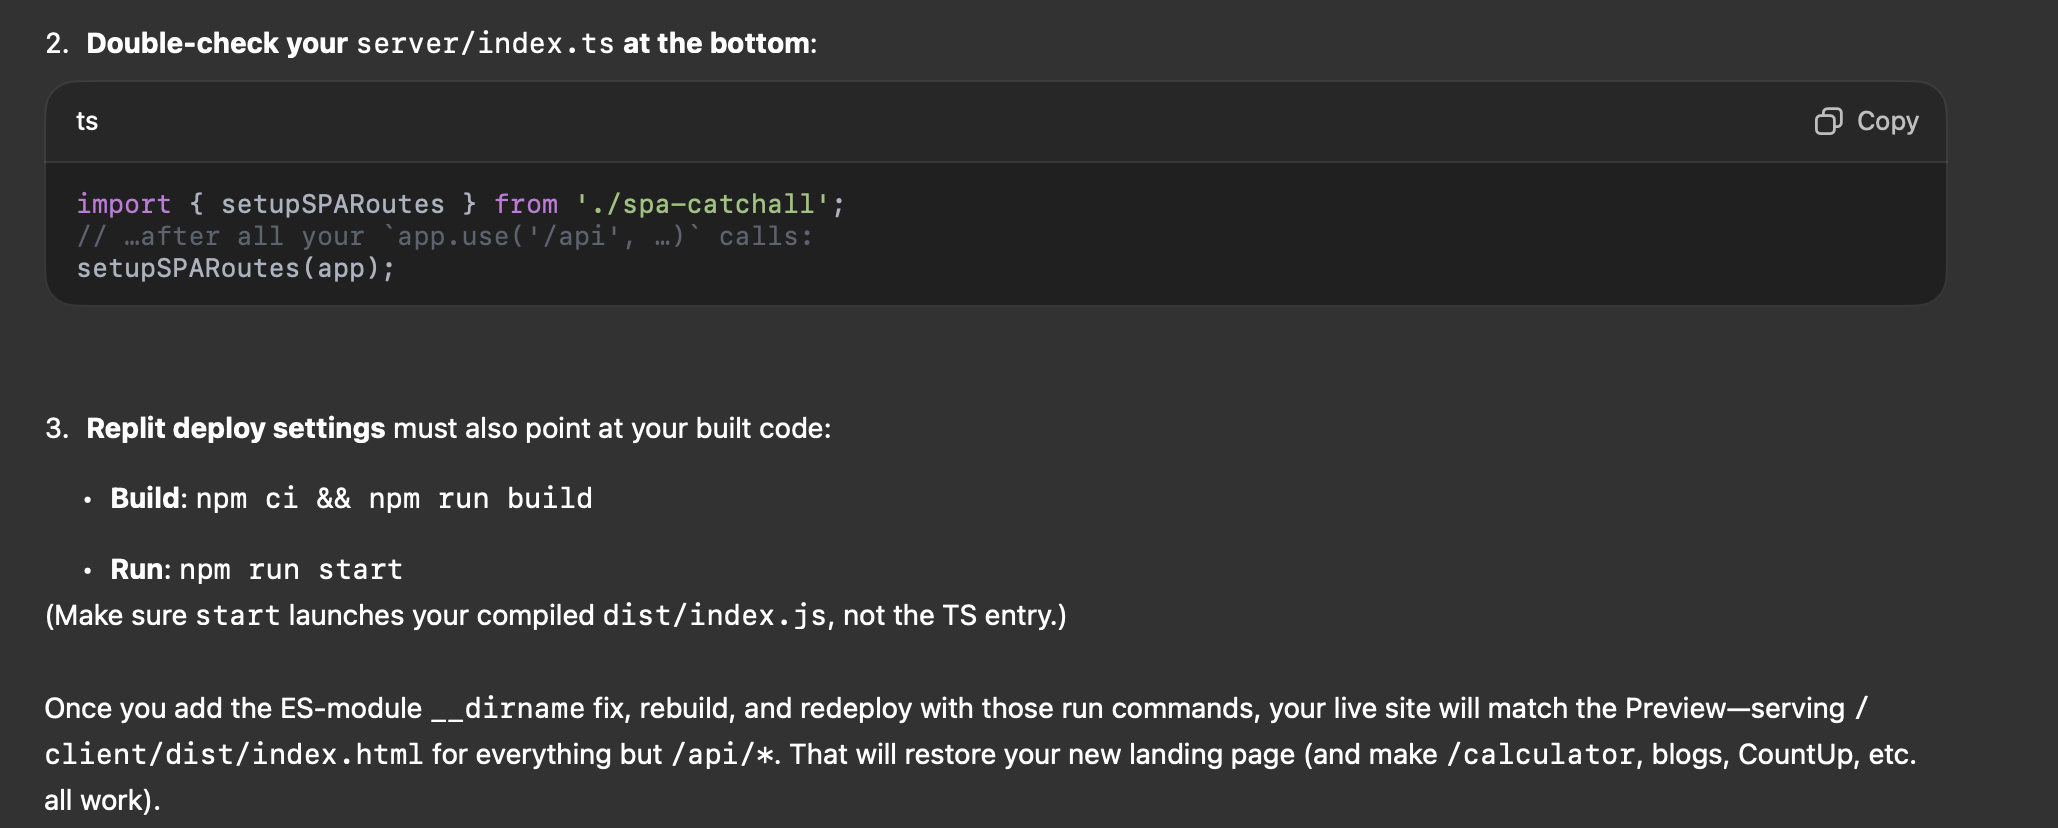 2. Double-check your server/index.ts at the bottom:
ts
Copy
import { setupSPARoutes } from './spa-catchall';
// …after all your `app.use('/api', …)` calls:
setupSPARoutes(app);
3. Replit deploy settings must also point at your built code:
• Build: npm ci && npm run build
• Run: npm run start
(Make sure start launches your compiled dist/index.js, not the TS entry.)
Once you add the ES-module __dirname fix, rebuild, and redeploy with those run commands, your live site will match the Preview—serving /
client/dist/index.html for everything but /api/*. That will restore your new landing page (and make /calculator, blogs, CountUp, etc.
all work).